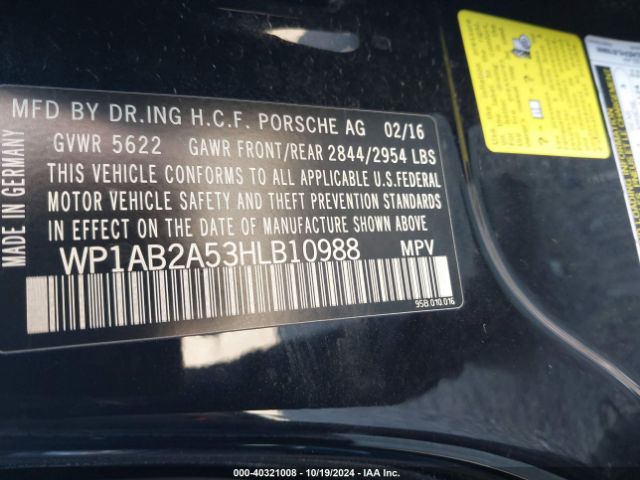 MFD BY DR.ING H.C.F. PORSCHE AG 02/16
GVWR 5622 GAWR FRONT/REAR 2844/2954 LBS
THIS VEHICLE CONFORMS TO ALL APPLICABLE U.S.FEDERAL
MOTOR VEHICLE SAFETY AND THEFT PREVENTION STANDARDS
IN EFFECT ON THE DATE OF MANUFACTURE SHOWN ABOVE
WP1AB2A53HLB10988 MPV
95B.010.016
MADE IN GERMANY
000-40321008 - 10/19/2024 - IAA Inc.